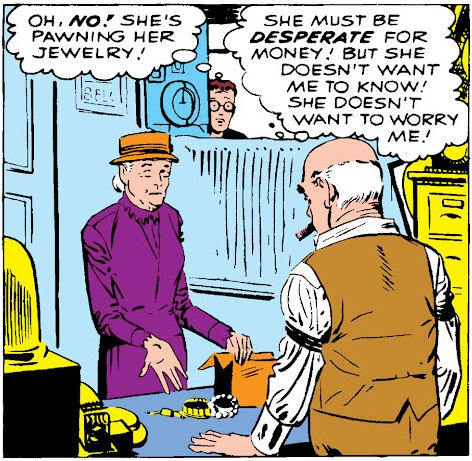 OH, NO! SHE'S
PAWNING HER
JEWELRY!
SHE MUST BE
DESPERATE FOR
MONEY! BUT SHE
DOESN'T WANT
ME TO KNOW!
SHE DOESN'T
WANT TO WORRY
ME!
BELL